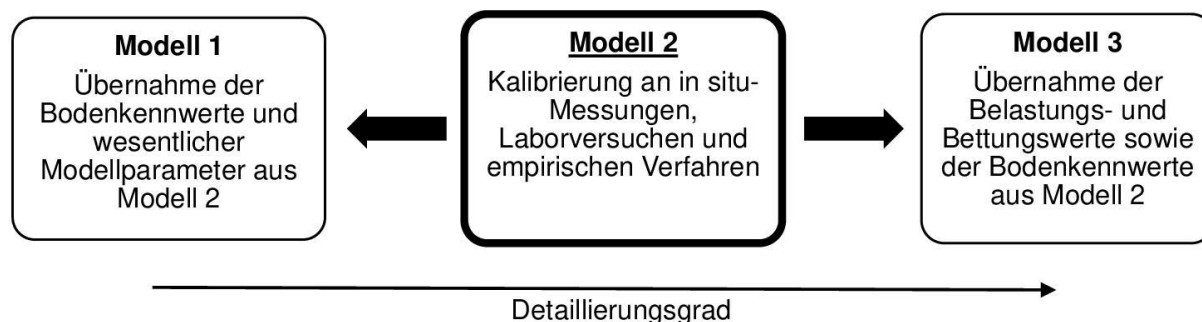 Modell 1
Übernahme der
Bodenkennwerte und
wesentlicher
Modellparameter aus
Modell 2
Modell 2
Kalibrierung an in situ-
Messungen,
Laborversuchen und
empirischen Verfahren
Modell 3
Übernahme der
Belastungs- und
Bettungswerte sowie
der Bodenkennwerte
aus Modell 2
Detaillierungsgrad